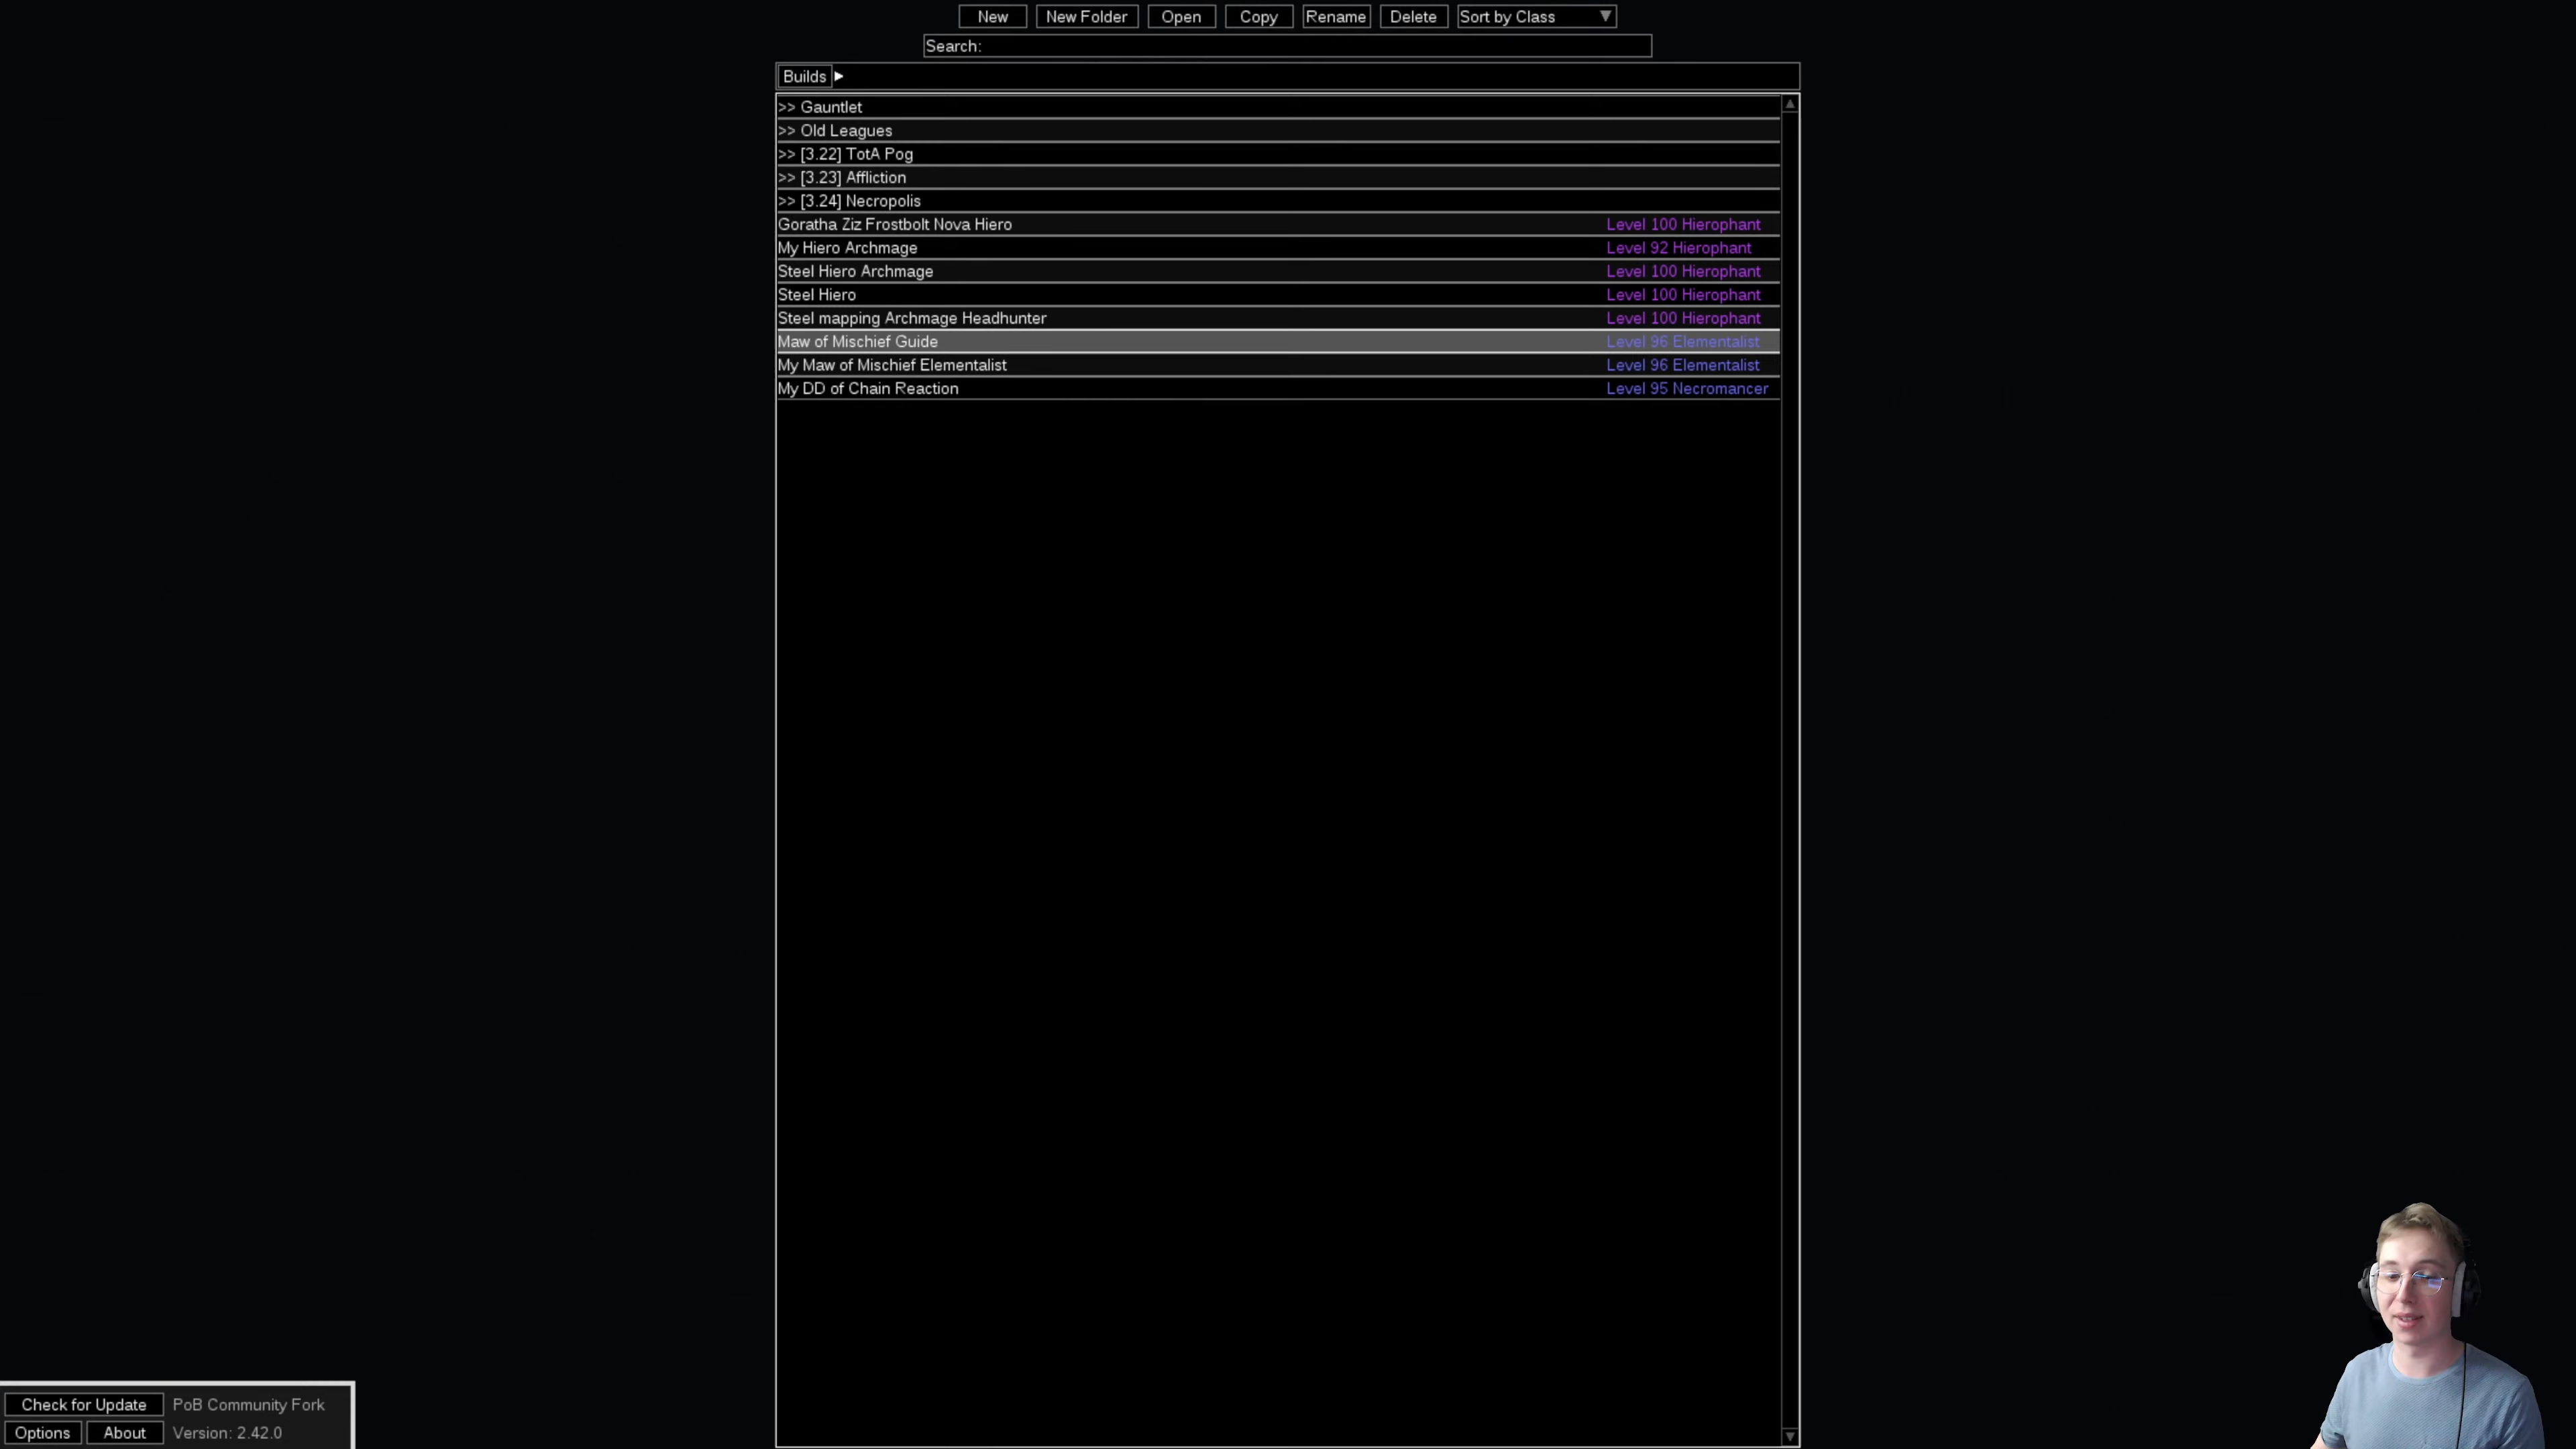 New New Folder Open Copy Rename Delete Sort by Class
Search:
Builds
>> Gauntlet
>> Old Leagues
>> [3.22] TotA Pog
>> [3.23] Affliction
>> [3.24] Necropolis
Goratha Ziz Frostbolt Nova Hiero Level 100 Hierophant
My Hiero Archmage Level 92 Hierophant
Steel Hiero Archmage Level 100 Hierophant
Steel Hiero Level 100 Hierophant
Steel mapping Archmage Headhunter Level 100 Hierophant
Maw of Mischief Guide Level 96 Elementalist
My Maw of Mischief Elementalist Level 96 Elementalist
My DD of Chain Reaction Level 95 Necromancer
Check for Update PoB Community Fork
Options About Version: 2.42.0